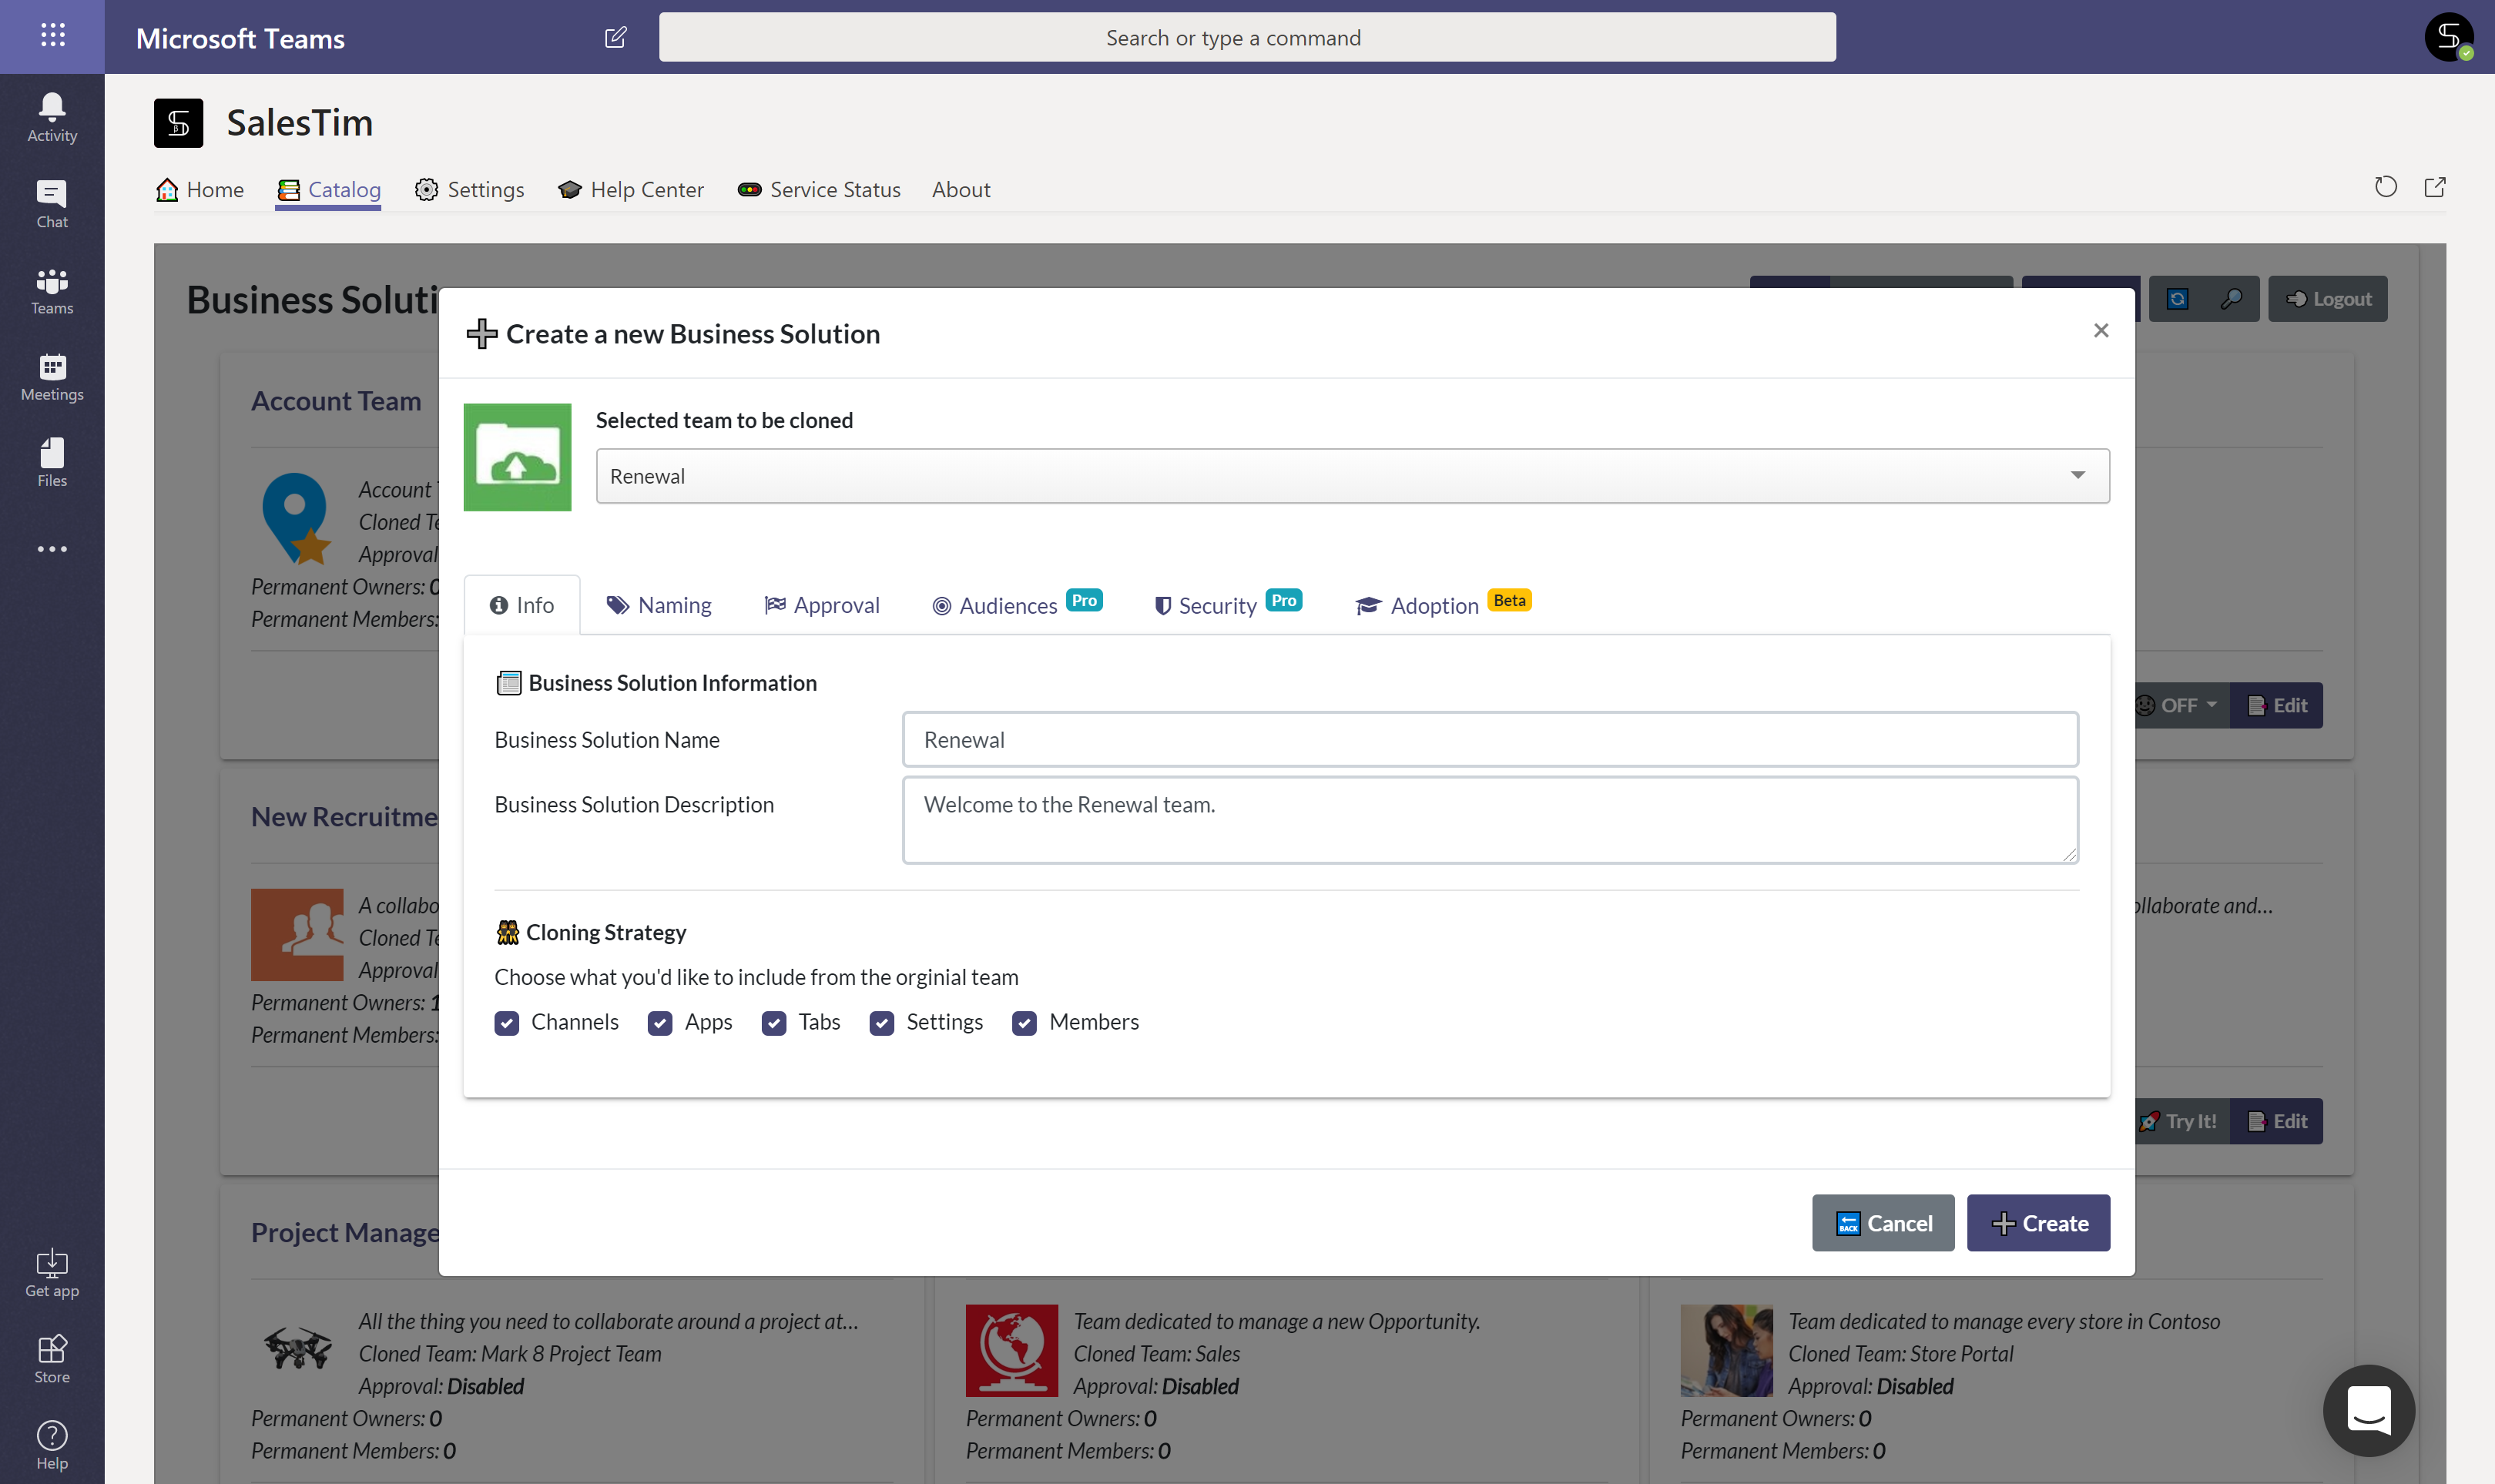 Microsoft Teams
Search or type a command
Activity
Chat
Teams
Meetings
Files
Get app
Store
Help
SalesTim
Home Catalog Settings Help Center Service Status About
Business Soluti
Logout
Account Team
Account
Cloned Te
Approval
Permanent Owners: 0
Permanent Members:
OFF Edit
New Recruitme
A collabo
Cloned Te
Approval
Permanent Owners: 1
Permanent Members:
ollaborate and...
Try It! Edit
Create a new Business Solution
×
Selected team to be cloned
Renewal
Info Naming Approval Audiences Pro Security Pro Adoption Beta
Business Solution Information
Business Solution Name
Renewal
Business Solution Description
Welcome to the Renewal team.
Cloning Strategy
Choose what you'd like to include from the orginial team
Channels Apps Tabs Settings Members
BACK Cancel
Create
Project Manage
All the thing you need to collaborate around a project at...
Cloned Team: Mark 8 Project Team
Approval: Disabled
Permanent Owners: 0
Permanent Members: 0
Team dedicated to manage a new Opportunity.
Cloned Team: Sales
Approval: Disabled
Permanent Owners: 0
Permanent Members: 0
Team dedicated to manage every store in Contoso
Cloned Team: Store Portal
Approval: Disabled
Permanent Owners: 0
Permanent Members: 0